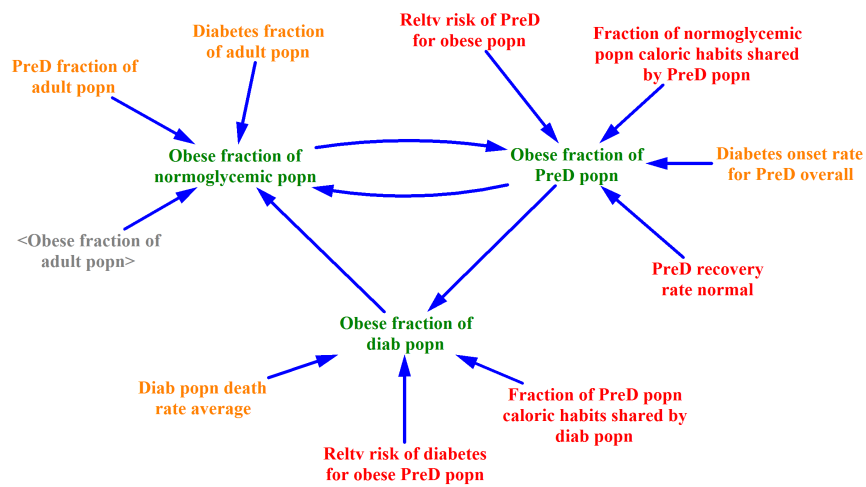 Diabetes fraction
of adult popn
Reltv risk of PreD
for obese popn
Fraction of normoglycemic
popn caloric habits shared
by PreD popn
PreD fraction of
adult popn
Obese fraction of
normoglycemic popn
Obese fraction of
PreD popn
Diabetes onset rate
for PreD overall
<Obese fraction of
adult popn>
PreD recovery
rate normal
Obese fraction of
diab popn
Diab popn death
rate average
Fraction of PreD popn
caloric habits shared by
diab popn
Reltv risk of diabetes
for obese PreD popn